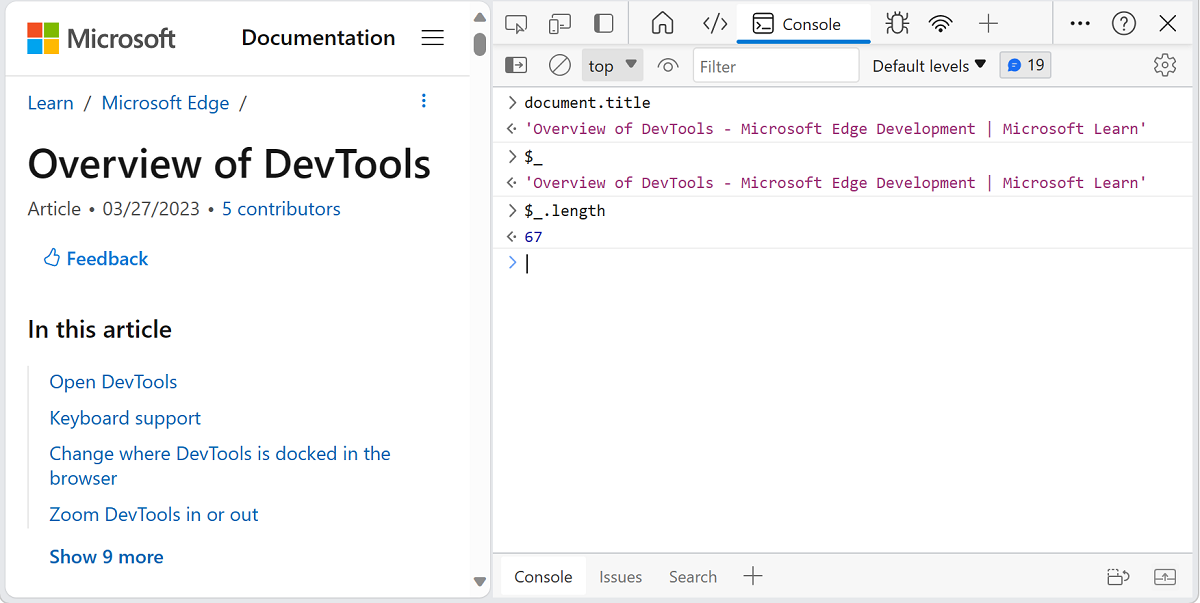 Microsoft
Documentation
Learn / Microsoft Edge /
Overview of DevTools
Article • 03/27/2023 • 5 contributors
Feedback
In this article
Open DevTools
Keyboard support
Change where DevTools is docked in the
browser
Zoom DevTools in or out
Show 9 more
Console
top
Filter
Default levels
19
> document.title
'Overview of DevTools - Microsoft Edge Development | Microsoft Learn'
> $_
'Overview of DevTools - Microsoft Edge Development | Microsoft Learn'
> $_.length
67
>
Console Issues Search